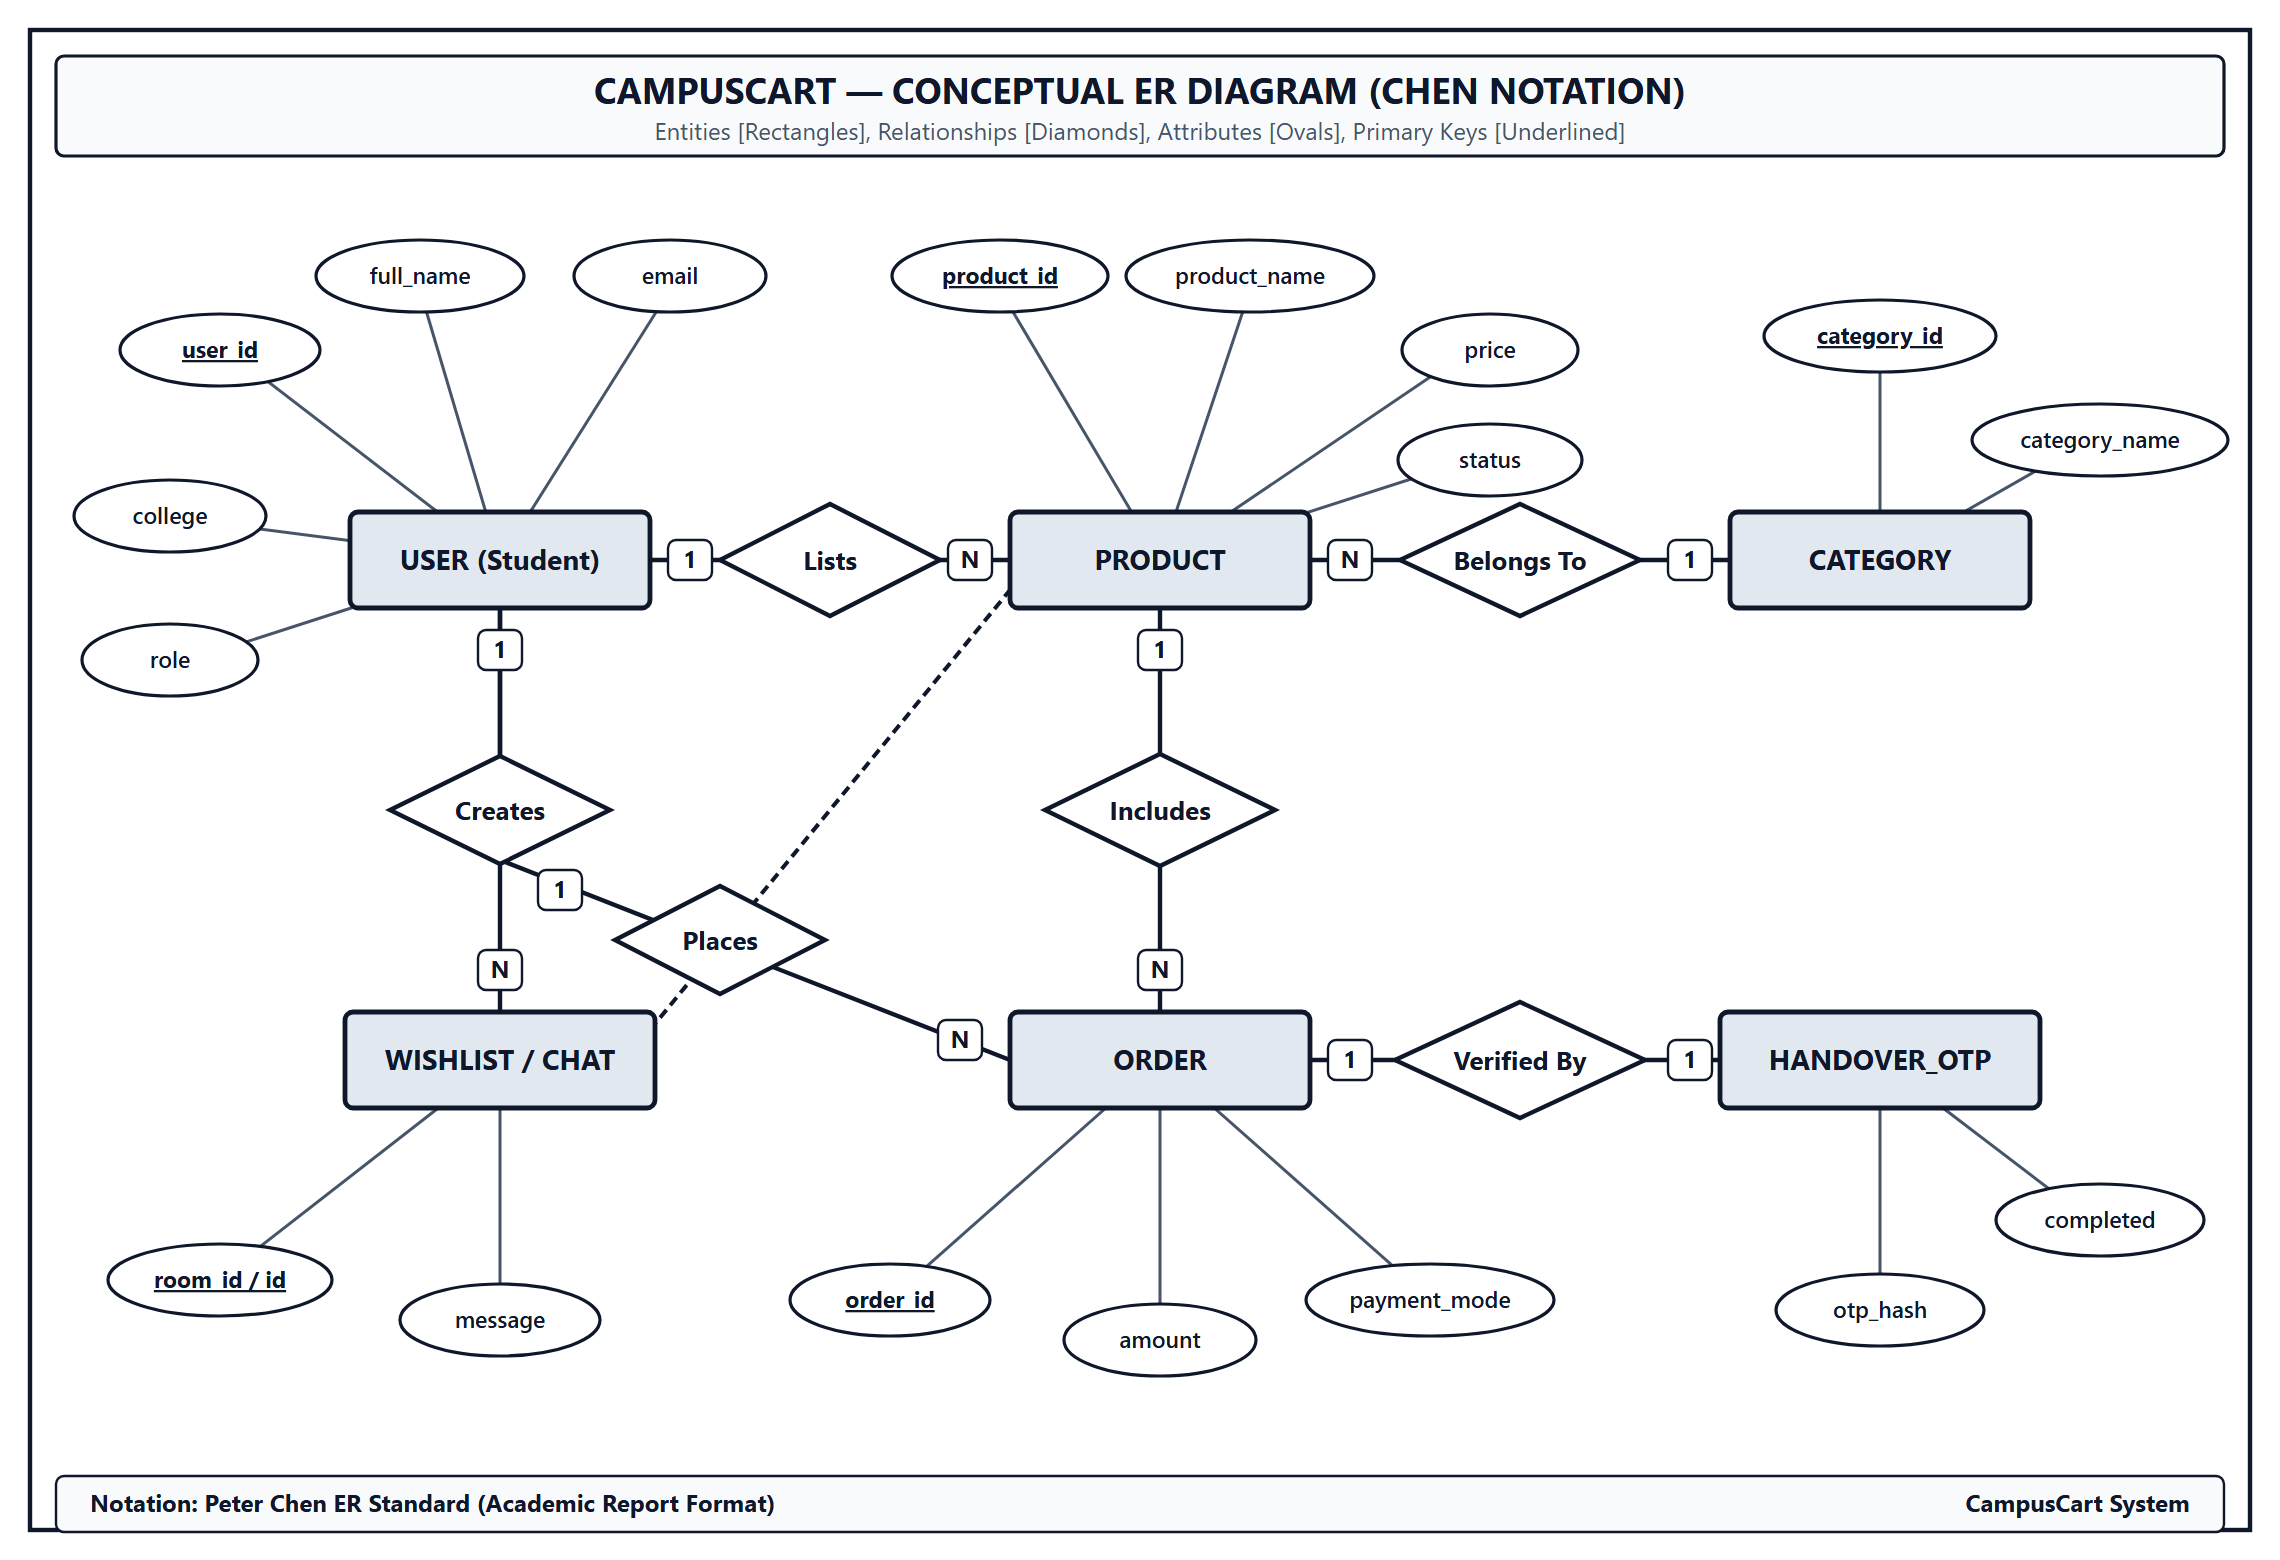 CAMPUSCART — CONCEPTUAL ER DIAGRAM (CHEN NOTATION)
Entities [Rectangles], Relationships [Diamonds], Attributes [Ovals], Primary Keys [Underlined]
full_name
email
product_id
product_name
user_id
price
category_id
category_name
status
college
USER (Student)
1
Lists
N
PRODUCT
N
Belongs To
1
CATEGORY
role
1
1
Creates
Includes
1
Places
N
N
N
WISHLIST / CHAT
ORDER
1
Verified By
1
HANDOVER_OTP
completed
room_id / id
message
order_id
amount
payment_mode
otp_hash
Notation: Peter Chen ER Standard (Academic Report Format)
CampusCart System